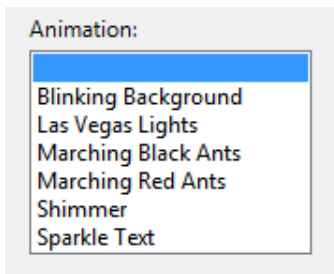 Animation:
Blinking Background
Las Vegas Lights
Marching Black Ants
Marching Red Ants
Shimmer
Sparkle Text